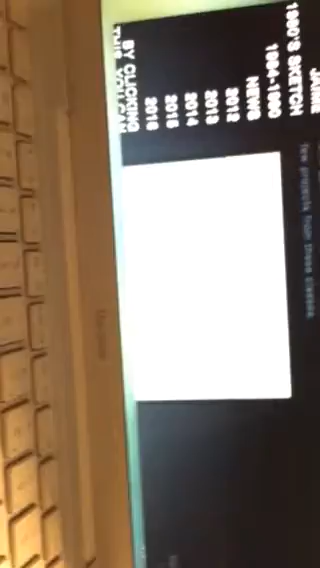 JAMIE
1980'S SKETCH
1984-1990
NEWS
2012
2013
2014
2015
2016
BY CLICKING
THIS YOU CAN
few projects from these classes